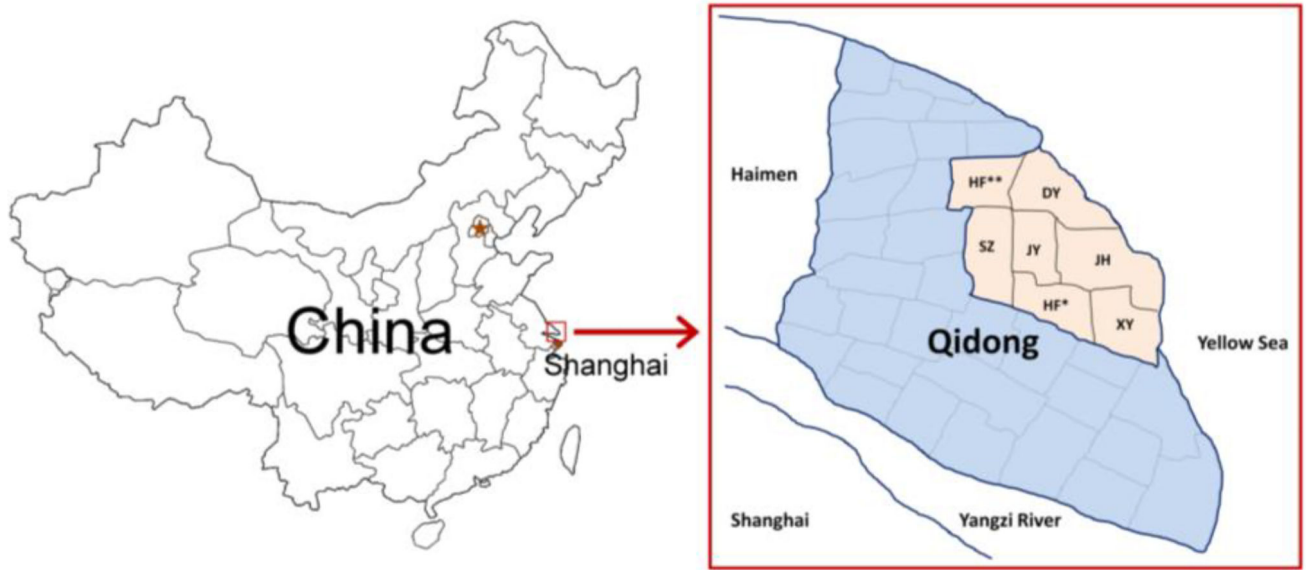 China
Shanghai
Haimen
HF**
DY
SZ
JY
JH
HF*
XY
Qidong
Yellow Sea
Shanghai
Yangzi River